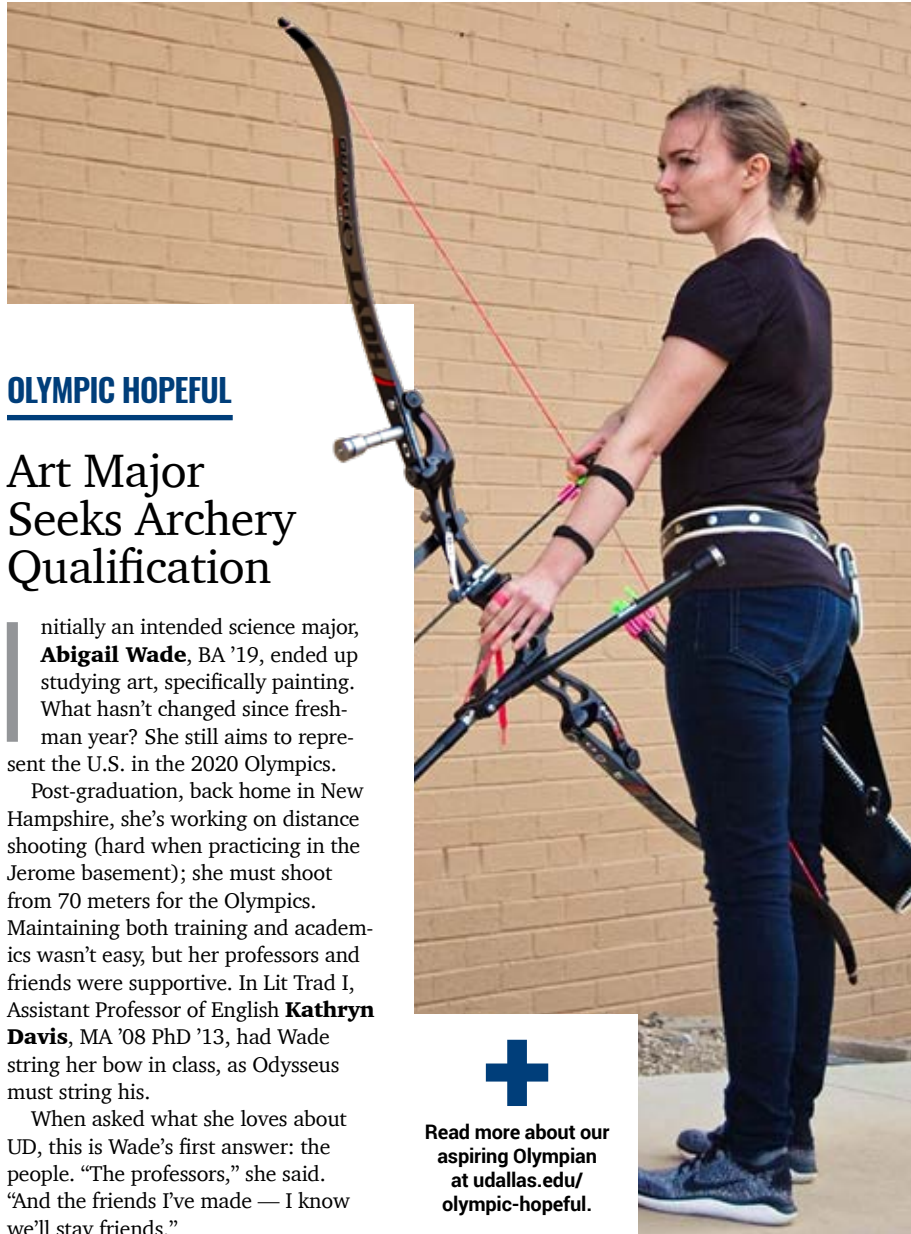 HOYT
OLYMPIC HOPEFUL
Art Major
Seeks Archery
Qualification
Initially an intended science major,
Abigail Wade, BA ’19, ended up
studying art, specifically painting.
What hasn’t changed since fresh-
man year? She still aims to repre-
sent the U.S. in the 2020 Olympics.
Post-graduation, back home in New
Hampshire, she’s working on distance
shooting (hard when practicing in the
Jerome basement); she must shoot
from 70 meters for the Olympics.
Maintaining both training and academ-
ics wasn’t easy, but her professors and
friends were supportive. In Lit Trad I,
Assistant Professor of English Kathryn
Davis, MA ’08 PhD ’13, had Wade
string her bow in class, as Odysseus
must string his.
When asked what she loves about
UD, this is Wade’s first answer: the
people. “The professors,” she said.
“And the friends I’ve made — I know
we’ll stay friends.”
Read more about our
aspiring Olympian
at udallas.edu/
olympic-hopeful.